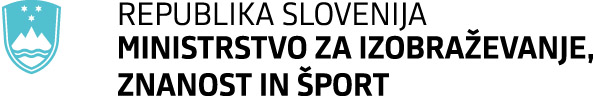 REPUBLIKA SLOVENIJA
MINISTRSTVO ZA IZOBRAŽEVANJE,
ZNANOST IN ŠPORT